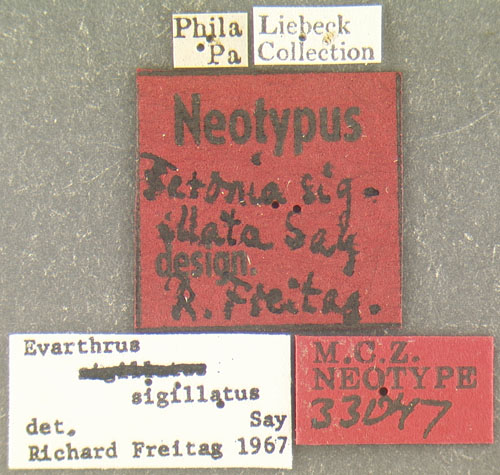 Phila
Pa
Liebeck
Collection
Neotypus
Feronia sig-
illata Say
design.
R. Freitag.
Evarthrus
sigillatus
sigillatus
Say
det.
Richard Freitag 1967
M.C.Z.
NEOTYPE
33047